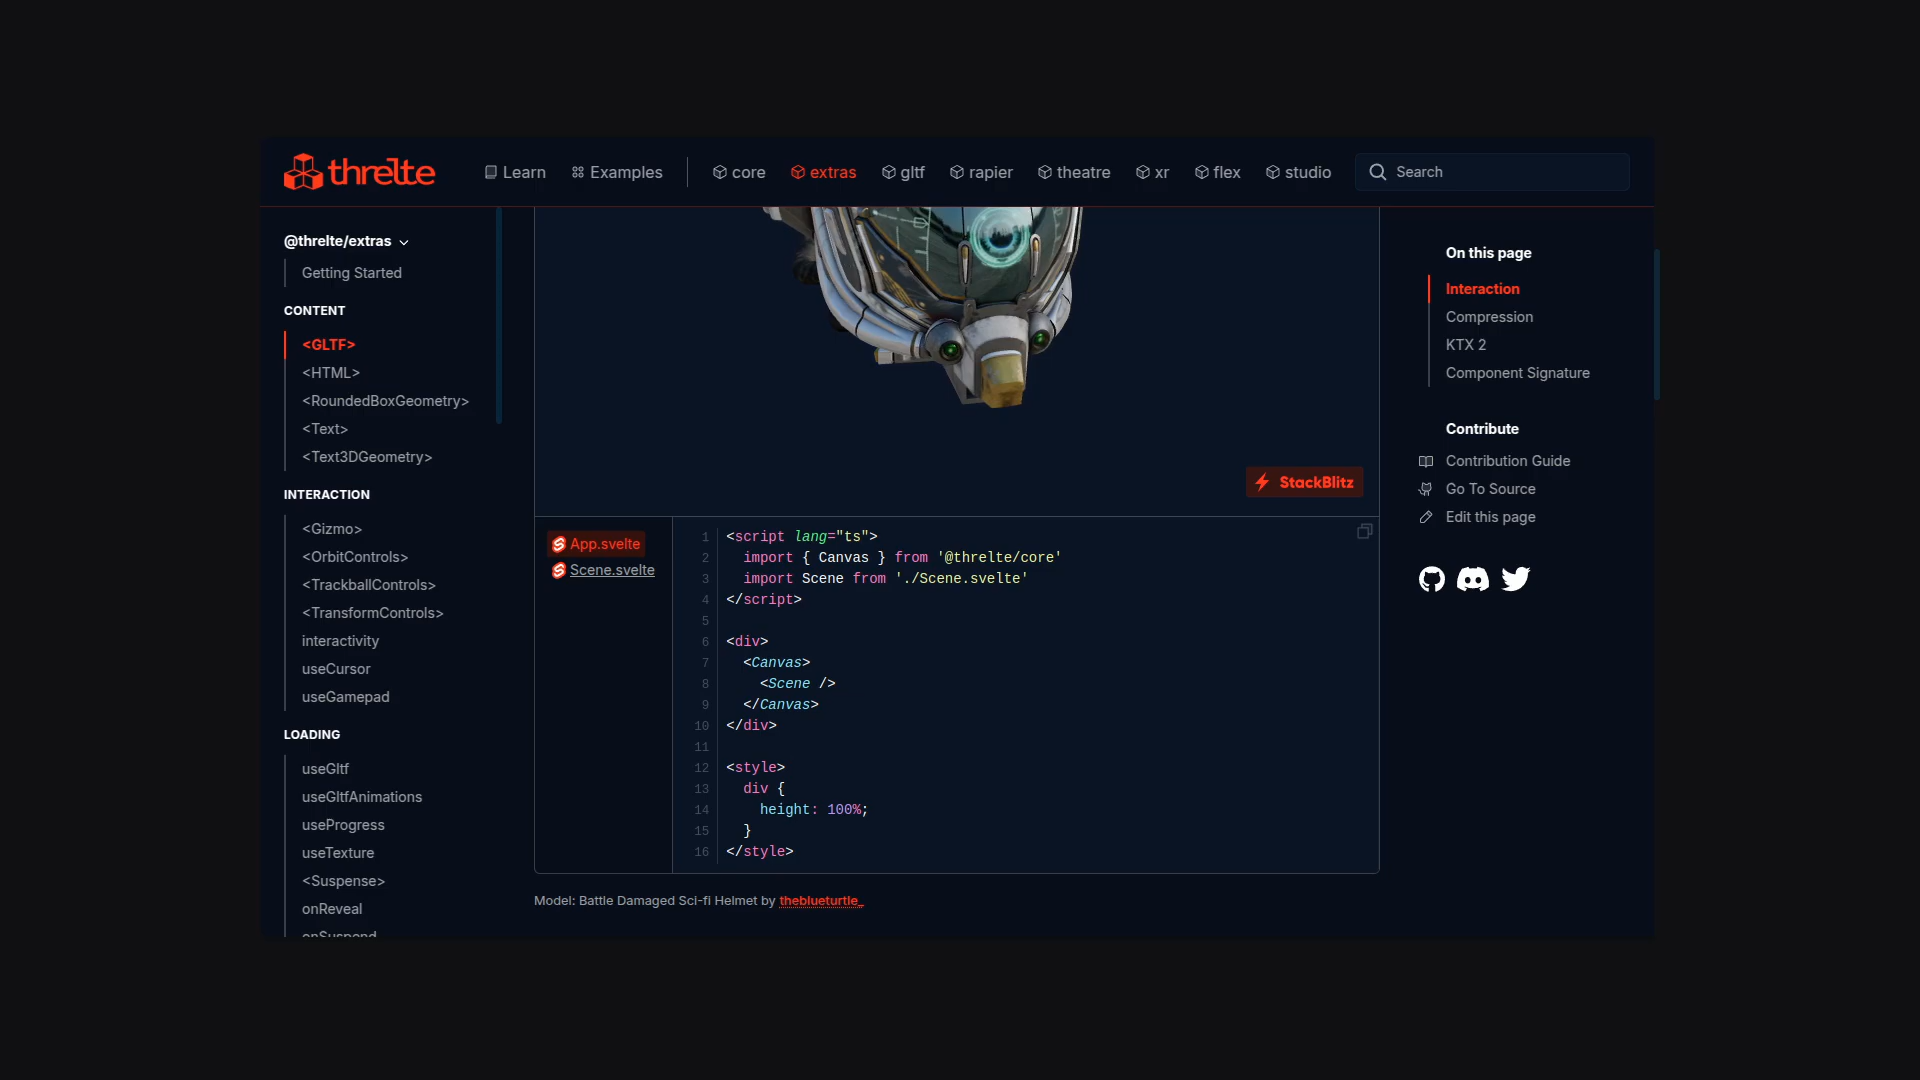 threlte
Learn
Examples
core
extras
gltf
rapier
theatre
xr
flex
studio
Search
@threlte/extras
Getting Started
CONTENT
<GLTF>
<HTML>
<RoundedBoxGeometry>
<Text>
<Text3DGeometry>
INTERACTION
<Gizmo>
<OrbitControls>
<TrackballControls>
<TransformControls>
interactivity
useCursor
useGamepad
LOADING
useGltf
useGltfAnimations
useProgress
useTexture
<Suspense>
onReveal
onSuspend
StackBlitz
App.svelte
Scene.svelte
1 <script lang="ts">
2   import { Canvas } from '@threlte/core'
3   import Scene from './Scene.svelte'
4 </script>
5
6 <div>
7   <Canvas>
8     <Scene />
9   </Canvas>
10 </div>
11
12 <style>
13   div {
14     height: 100%;
15   }
16 </style>
Model: Battle Damaged Sci-fi Helmet by theblueturtle_
On this page
Interaction
Compression
KTX 2
Component Signature
Contribute
Contribution Guide
Go To Source
Edit this page